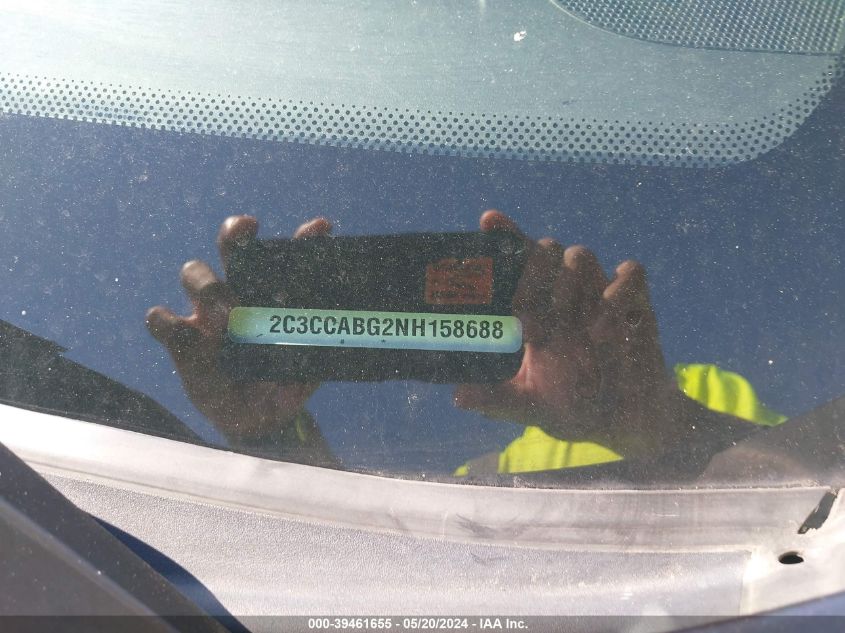 2C3CCABG2NH158688
000-39461655 - 05/20/2024 - IAA Inc.